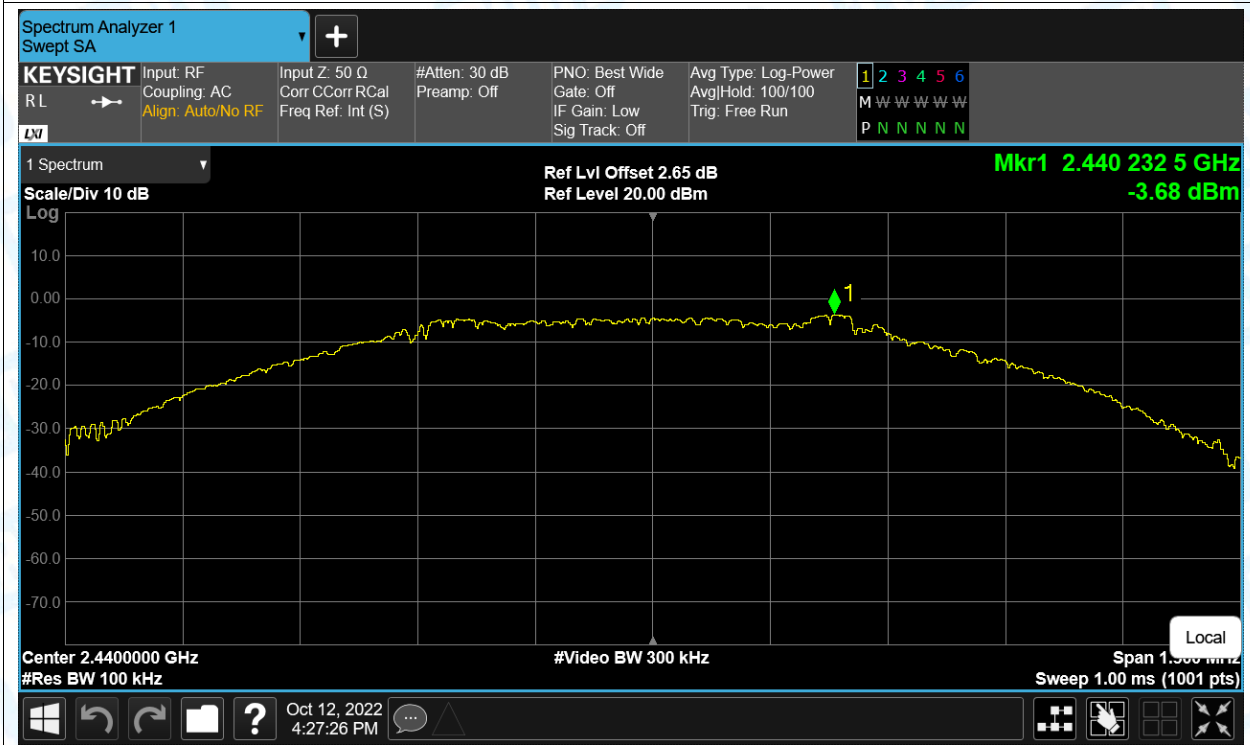 Spectrum Analyzer 1
Swept SA
KEYSIGHT
R L
LXI
Input: RF
Coupling: AC
Align: Auto/No RF
Input Z: 50 Ω
Corr CCorr RCal
Freq Ref: Int (S)
#Atten: 30 dB
Preamp: Off
PNO: Best Wide
Gate: Off
IF Gain: Low
Sig Track: Off
Avg Type: Log-Power
Avg|Hold: 100/100
Trig: Free Run
1 2 3 4 5 6
M W W W W W
P N N N N N
1 Spectrum
Scale/Div 10 dB
Log
Ref Lvl Offset 2.65 dB
Ref Level 20.00 dBm
Mkr1 2.440 232 5 GHz
-3.68 dBm
10.0
0.00
-10.0
-20.0
-30.0
-40.0
-50.0
-60.0
-70.0
1
Center 2.4400000 GHz
#Res BW 100 kHz
#Video BW 300 kHz
Local
Span
Sweep 1.00 ms (1001 pts)
?
Oct 12, 2022
4:27:26 PM